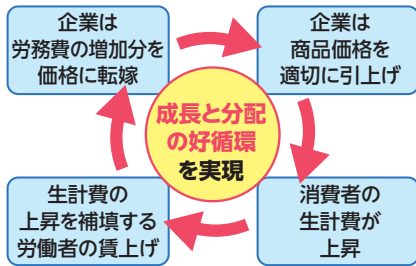 企業は
労務費の増加分を
価格に転嫁
企業は
商品価格を
適切に引上げ
成長と分配
の好循環
を実現
生計費の
上昇を補填する
労働者の賃上げ
消費者の
生計費が
上昇